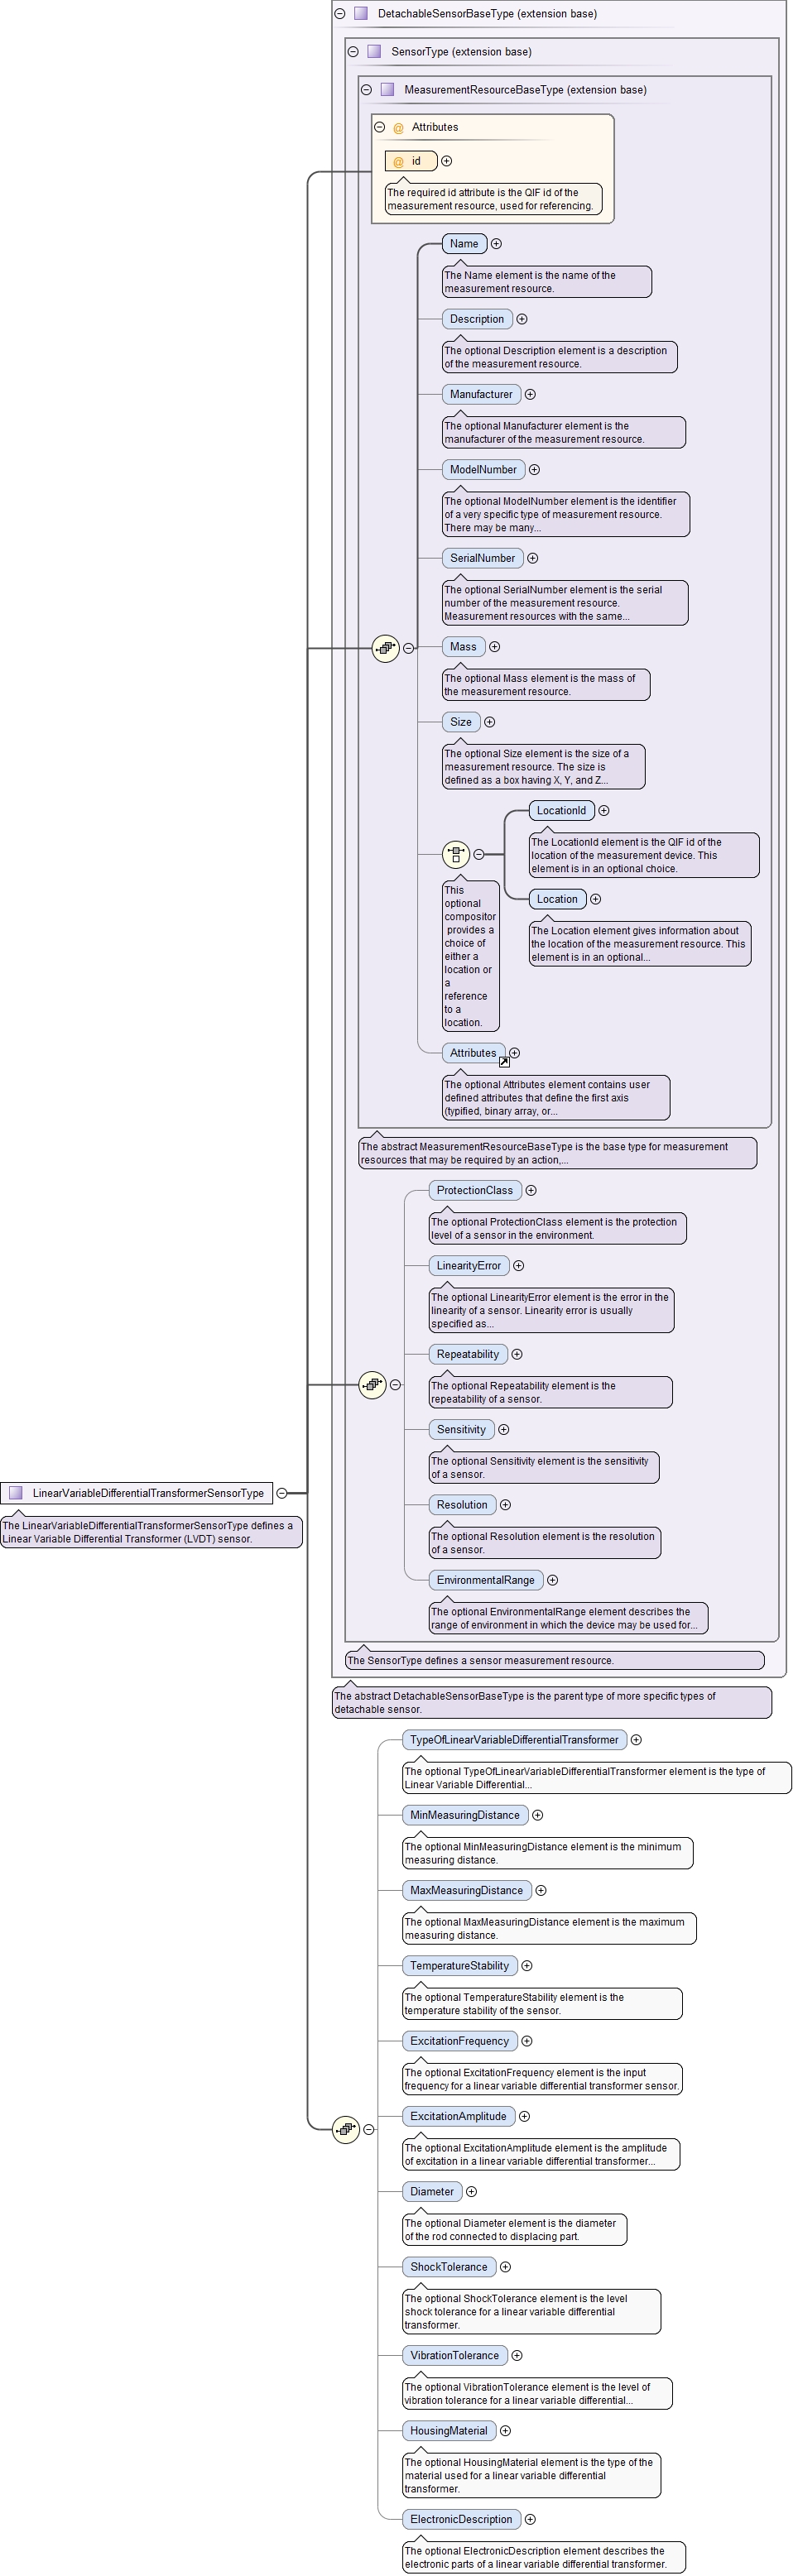 DetachableSensorBaseType (extension base)
SensorType (extension base)
MeasurementResourceBaseType (extension base)
@ Attributes
@ id
The required id attribute is the QIF id of the
measurement resource, used for referencing.
Name
The Name element is the name of the
measurement resource.
Description
The optional Description element is a description
of the measurement resource.
Manufacturer
The optional Manufacturer element is the
manufacturer of the measurement resource.
ModelNumber
The optional ModelNumber element is the identifier
of a very specific type of measurement resource.
There may be many...
SerialNumber
The optional SerialNumber element is the serial
number of the measurement resource.
Measurement resources with the same...
Mass
The optional Mass element is the mass of
the measurement resource.
Size
The optional Size element is the size of a
measurement resource. The size is
defined as a box having X, Y, and Z...
LocationId
The LocationId element is the QIF id of the
location of the measurement device. This
element is in an optional choice.
Location
The Location element gives information about
the location of the measurement resource. This
element is in an optional...
This
optional
compositor
provides a
choice of
either a
location or
a
reference
to a
location.
Attributes
The optional Attributes element contains user
defined attributes that define the first axis
(typified, binary array, or...
The abstract MeasurementResourceBaseType is the base type for measurement
resources that may be required by an action,...
ProtectionClass
The optional ProtectionClass element is the protection
level of a sensor in the environment.
LinearityError
The optional LinearityError element is the error in the
linearity of a sensor. Linearity error is usually
specified as...
Repeatability
The optional Repeatability element is the
repeatability of a sensor.
Sensitivity
The optional Sensitivity element is the sensitivity
of a sensor.
Resolution
The optional Resolution element is the resolution
of a sensor.
EnvironmentalRange
The optional EnvironmentalRange element describes the
range of environment in which the device may be used for...
The SensorType defines a sensor measurement resource.
The abstract DetachableSensorBaseType is the parent type of more specific types of
detachable sensor.
LinearVariableDifferentialTransformerSensorType
The LinearVariableDifferentialTransformerSensorType defines a
Linear Variable Differential Transformer (LVDT) sensor.
TypeOfLinearVariableDifferentialTransformer
The optional TypeOfLinearVariableDifferentialTransformer element is the type of
Linear Variable Differential...
MinMeasuringDistance
The optional MinMeasuringDistance element is the minimum
measuring distance.
MaxMeasuringDistance
The optional MaxMeasuringDistance element is the maximum
measuring distance.
TemperatureStability
The optional TemperatureStability element is the
temperature stability of the sensor.
ExcitationFrequency
The optional ExcitationFrequency element is the input
frequency for a linear variable differential transformer sensor.
ExcitationAmplitude
The optional ExcitationAmplitude element is the amplitude
of excitation in a linear variable differential transformer...
Diameter
The optional Diameter element is the diameter
of the rod connected to displacing part.
ShockTolerance
The optional ShockTolerance element is the level
shock tolerance for a linear variable differential
transformer.
VibrationTolerance
The optional VibrationTolerance element is the level of
vibration tolerance for a linear variable differential...
HousingMaterial
The optional HousingMaterial element is the type of the
material used for a linear variable differential
transformer.
ElectronicDescription
The optional ElectronicDescription element describes the
electronic parts of a linear variable differential transformer.